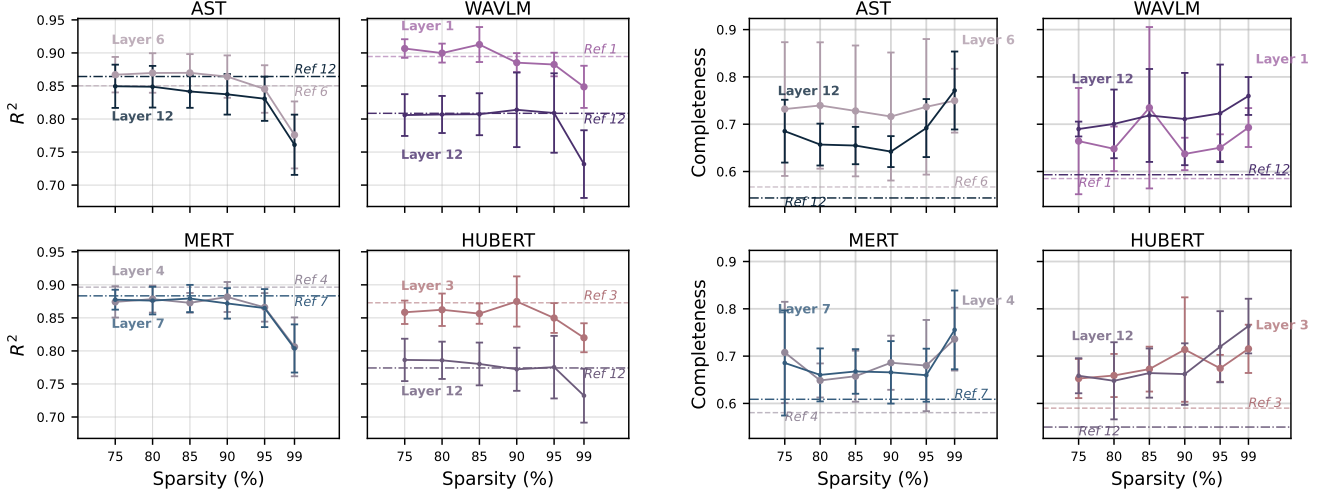 AST
WAVLM
AST
WAVLM
R²
0.95
0.90
0.85
0.80
0.75
0.70
Layer 6
Ref 12
Ref 6
Layer 12
Layer 1
Ref 1
Ref 12
Layer 12
Completeness
0.9
0.8
0.7
0.6
Layer 6
Layer 12
Ref 6
Ref 12
Layer 1
Layer 12
Ref 12
Ref 1
MERT
HUBERT
MERT
HUBERT
R²
0.95
0.90
0.85
0.80
0.75
0.70
Layer 4
Ref 4
Ref 7
Layer 7
Layer 3
Ref 3
Ref 12
Layer 12
Completeness
0.9
0.8
0.7
0.6
Layer 4
Layer 7
Ref 7
Ref 4
Layer 12
Layer 3
Ref 3
Ref 12
75 80 85 90 95 99
75 80 85 90 95 99
75 80 85 90 95 99
75 80 85 90 95 99
Sparsity (%)
Sparsity (%)
Sparsity (%)
Sparsity (%)